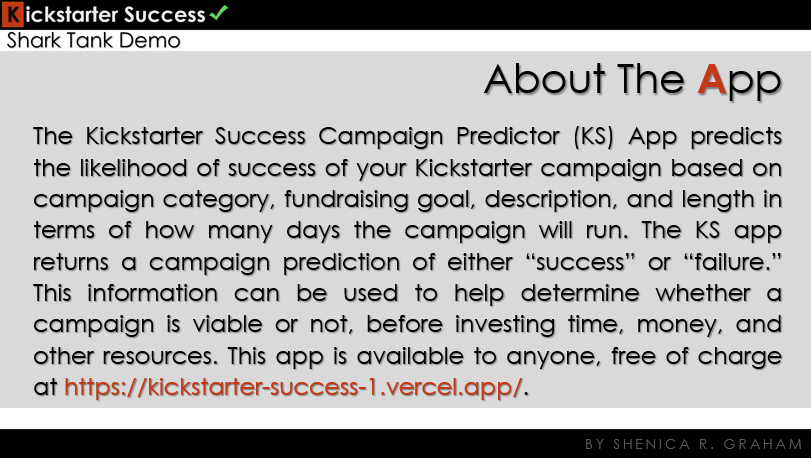 Kickstarter Success
Shark Tank Demo
About The App
The Kickstarter Success Campaign Predictor (KS) App predicts
the likelihood of success of your Kickstarter campaign based on
campaign category, fundraising goal, description, and length in
terms of how many days the campaign will run. The KS app
returns a campaign prediction of either “success” or “failure.”
This information can be used to help determine whether a
campaign is viable or not, before investing time, money, and
other resources. This app is available to anyone, free of charge
at https://kickstarter-success-1.vercel.app/.
BY SHENICA R. GRAHAM